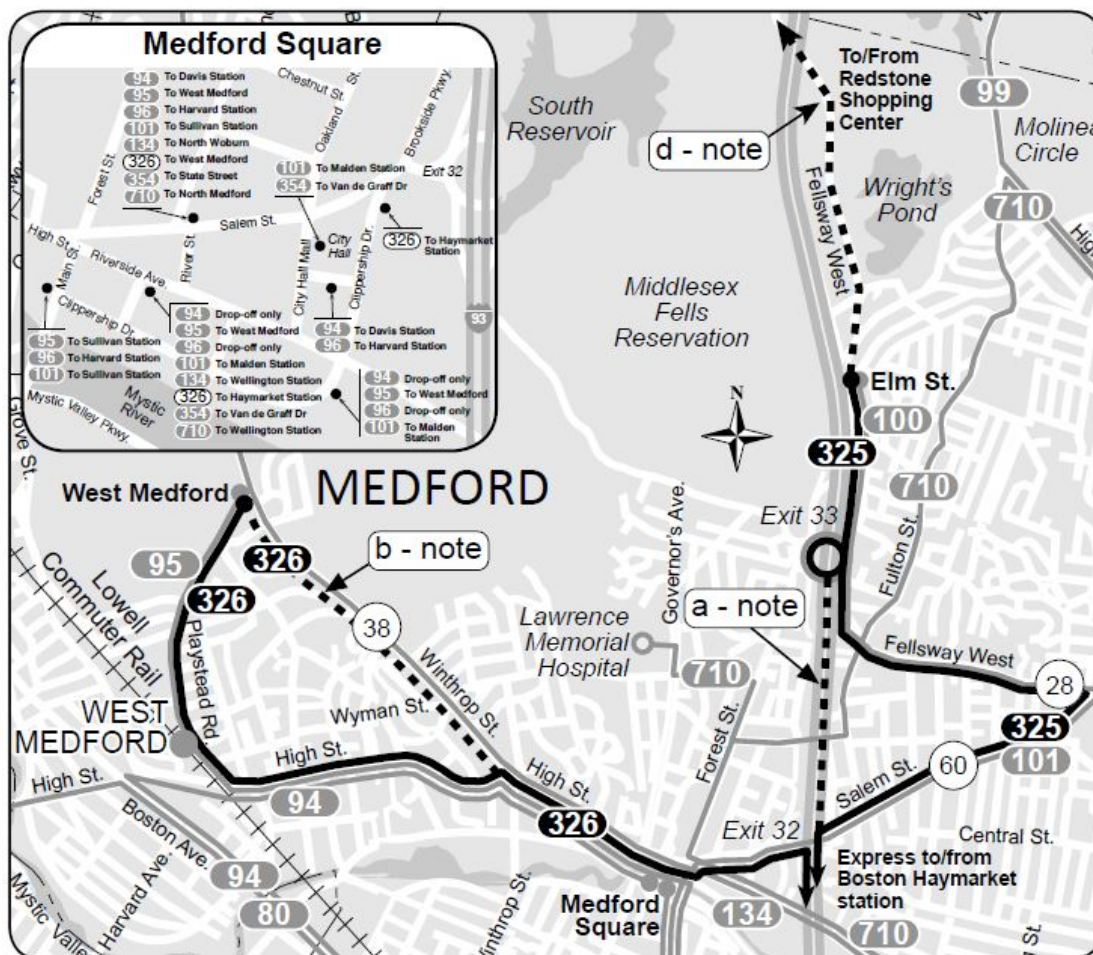 Medford Square
94 To Davis Station
95 To West Medford
96 To Harvard Station
101 To Sullivan Station
134 To North Woburn
326 To West Medford
354 To State Street
710 To North Medford
Chestnut St.
Oakland St.
Brookside Pkwy.
Forest St.
101 To Malden Station
354 To Van de Graff Dr
Exit 32
Salem St.
High St.
Main St.
Riverside Ave.
River St.
City Hall Mall
City
Hall
Clippership Dr.
326 To Haymarket
Station
93
Clippership Dr.
95 To Sullivan Station
96 To Harvard Station
101 To Sullivan Station
94 Drop-off only
95 To West Medford
96 Drop-off only
101 To Malden Station
134 To Wellington Station
326 To Haymarket Station
354 To Van de Graff Dr
710 To Wellington Station
94 To Davis Station
96 To Harvard Station
94 Drop-off only
95 To West Medford
96 Drop-off only
101 To Malden
Station
Mystic
River
Mystic Valley Pkwy.
Grove St.
South
Reservoir
To/From
Redstone
Shopping
Center
d - note
99
Molinea
Circle
Wright's
Pond
710
High
Fellsway West
Middlesex
Fells
Reservation
N
Elm St.
100
325
710
West Medford
MEDFORD
Exit 33
Governor's Ave.
Fulton St.
95
326
326
b - note
a - note
Lowell
Commuter Rail
Playstead Rd
38
Winthrop St.
Lawrence
Memorial
Hospital
710
Fellsway West
28
WEST
MEDFORD
Wyman St.
High St.
High St.
High St.
Forest St.
325
101
60
Salem St.
94
326
Exit 32
Central St.
Boston Ave.
Harvard Ave.
94
80
Mystic Valle
Winthrop St.
Medford
Square
134
710
Express to/from
Boston Haymarket
station
St.